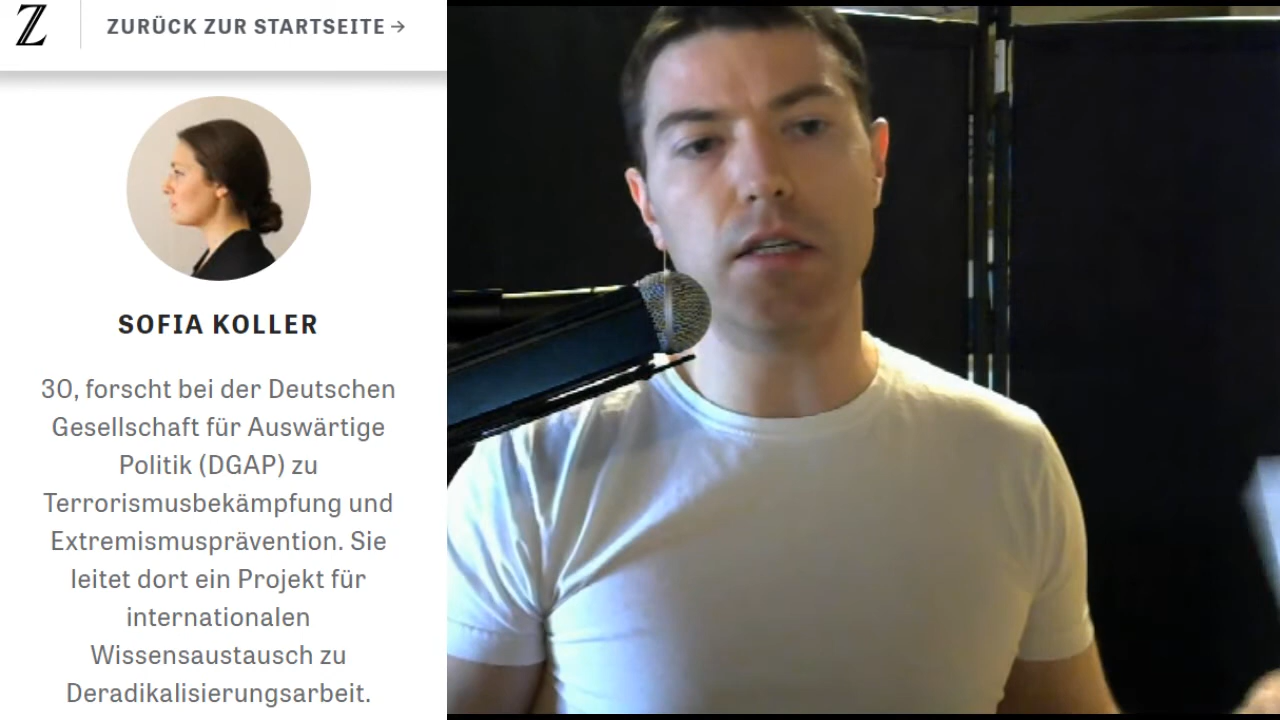 Z
ZURÜCK ZUR STARTSEITE →
SOFIA KOLLER
30, forscht bei der Deutschen
Gesellschaft für Auswärtige
Politik (DGAP) zu
Terrorismusbekämpfung und
Extremismusprävention. Sie
leitet dort ein Projekt für
internationalen
Wissensaustausch zu
Deradikalisierungsarbeit.